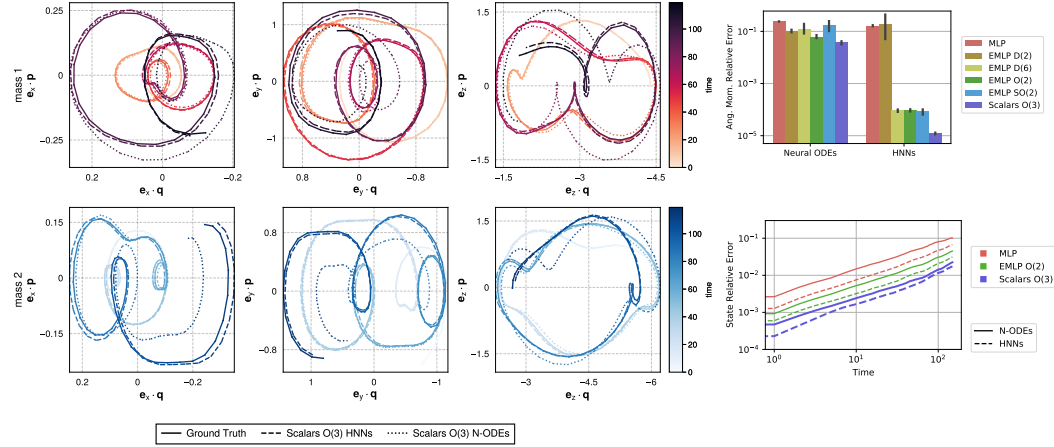 mass 1
e_x · p
0.25
0
−0.25
0.2
0
−0.2
e_x · q
e_y · p
1
0
−1
0.8
0
−0.8
e_y · q
e_z · p
1.5
0
−1.5
−1.5
−3
−4.5
e_z · q
100
80
60
40
20
0
time
Ang. Mom. Relative Error
10⁻¹
10⁻³
10⁻⁵
Neural ODEs
HNNs
MLP
EMLP D(2)
EMLP D(6)
EMLP O(2)
EMLP SO(2)
Scalars O(3)
mass 2
e_x · p
0.15
0
−0.15
0.2
0
−0.2
e_x · q
e_y · p
0.8
0
−0.8
1
0
−1
e_y · q
e_z · p
1.5
0
−1.5
−3
−4.5
−6
e_z · q
100
80
60
40
20
0
time
State Relative Error
10⁻¹
10⁻²
10⁻³
10⁻⁴
10⁰
10¹
10²
Time
MLP
EMLP O(2)
Scalars O(3)
N-ODEs
HNNs
Ground Truth
Scalars O(3) HNNs
Scalars O(3) N-ODEs